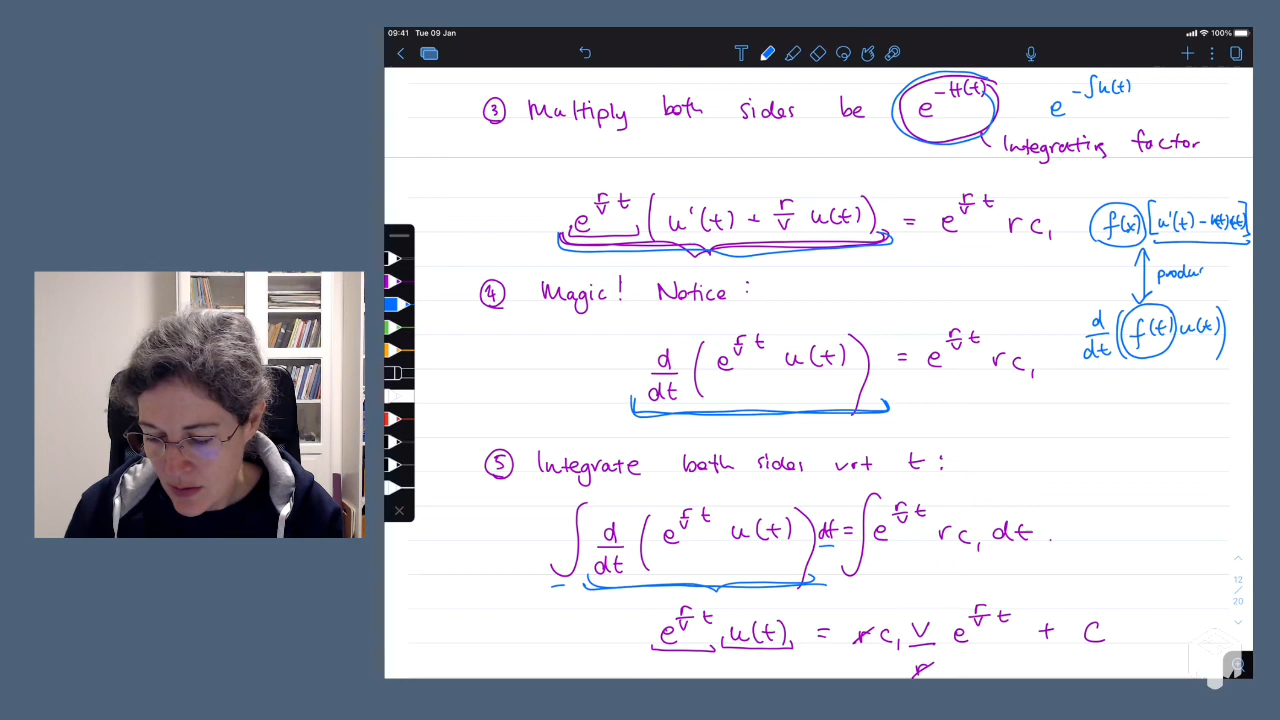 09:41 Tue 09 Jan 100%
③ Multiply both sides be e^{-H(t)} e^{-∫u(t)}
Integrating factor
e^{r/v t} ( u'(t) + r/v u(t) ) = e^{r/v t} r c₁
f(x) [u'(t) -
④ Magic! Notice :
produc
d/dt ( f(t) u(t) )
d/dt ( e^{r/v t} u(t) ) = e^{r/v t} r c₁
⑤ Integrate both sides wrt t :
∫ d/dt ( e^{r/v t} u(t) ) dt = ∫ e^{r/v t} r c₁ dt .
e^{r/v t} u(t) = r c₁ v/r e^{r/v t} + C
12 / 20